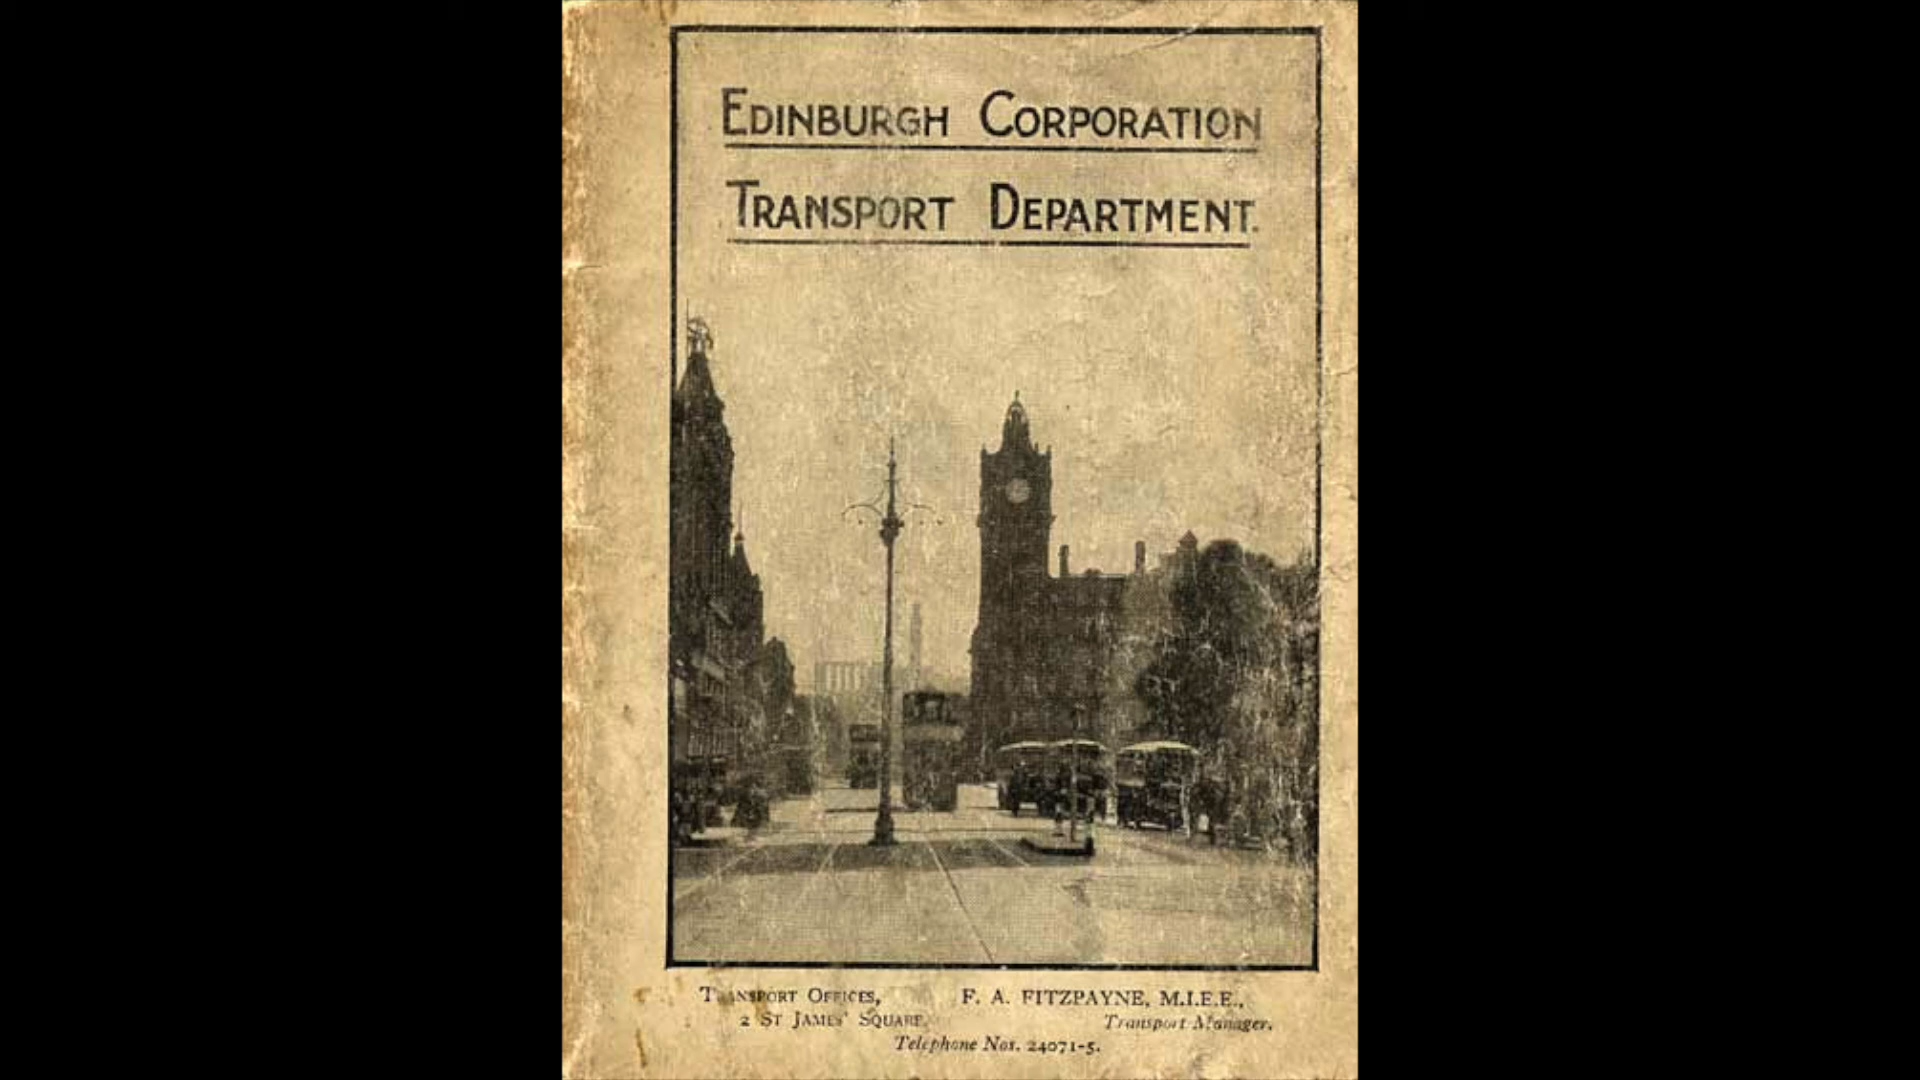 EDINBURGH CORPORATION
TRANSPORT DEPARTMENT.
TRANSPORT OFFICES,
2 ST JAMES' SQUARE,
F. A. FITZPAYNE, M.I.E.E.,
Transport Manager.
Telephone Nos. 24071-5.